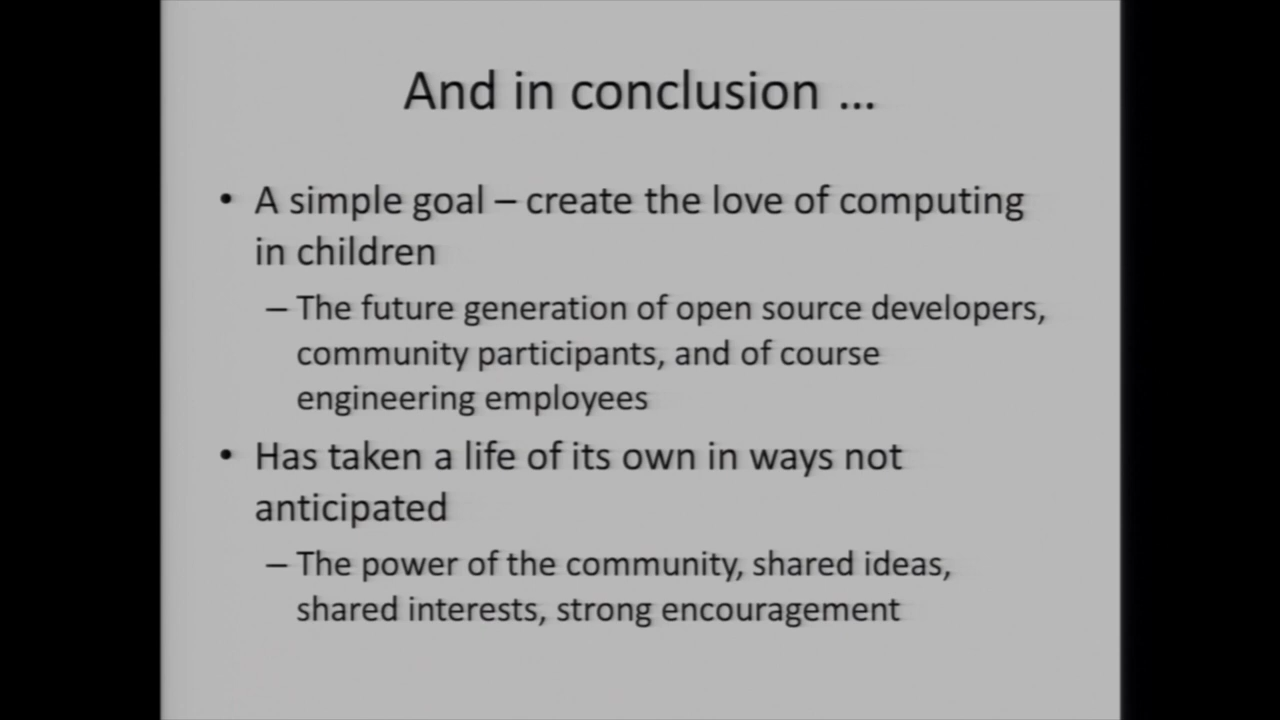 And in conclusion ...
• A simple goal – create the love of computing
in children
– The future generation of open source developers,
community participants, and of course
engineering employees
• Has taken a life of its own in ways not
anticipated
– The power of the community, shared ideas,
shared interests, strong encouragement